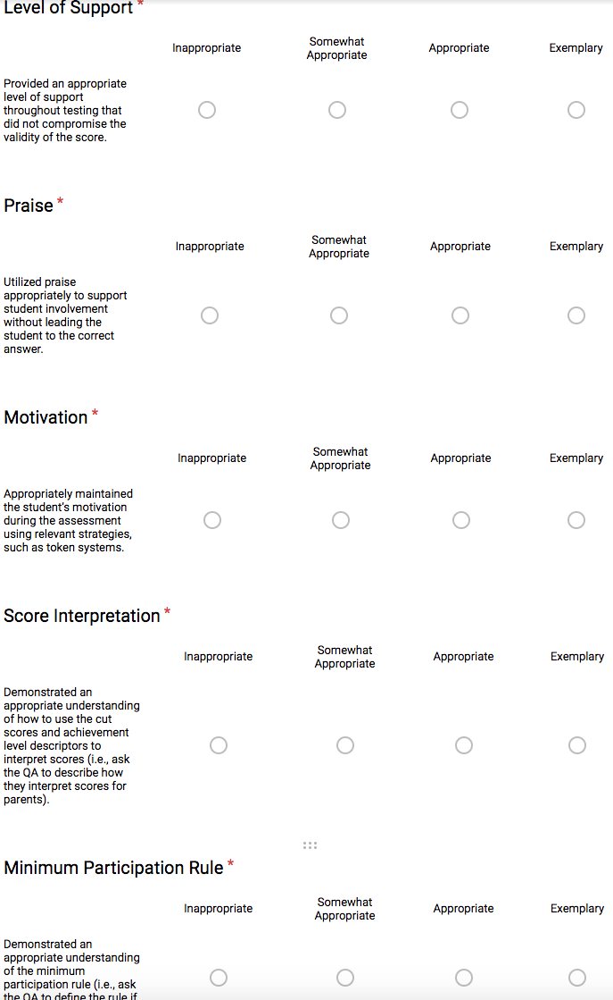 Level of Support *
Inappropriate
Somewhat
Appropriate
Appropriate
Exemplary
Provided an appropriate
level of support
throughout testing that
did not compromise the
validity of the score.
Praise *
Inappropriate
Somewhat
Appropriate
Appropriate
Exemplary
Utilized praise
appropriately to support
student involvement
without leading the
student to the correct
answer.
Motivation *
Inappropriate
Somewhat
Appropriate
Appropriate
Exemplary
Appropriately maintained
the student's motivation
during the assessment
using relevant strategies,
such as token systems.
Score Interpretation *
Inappropriate
Somewhat
Appropriate
Appropriate
Exemplary
Demonstrated an
appropriate understanding
of how to use the cut
scores and achievement
level descriptors to
interpret scores (i.e., ask
the QA to describe how
they interpret scores for
parents).
Minimum Participation Rule *
Inappropriate
Somewhat
Appropriate
Appropriate
Exemplary
Demonstrated an
appropriate understanding
of the minimum
participation rule (i.e., ask
the QA to define the rule if